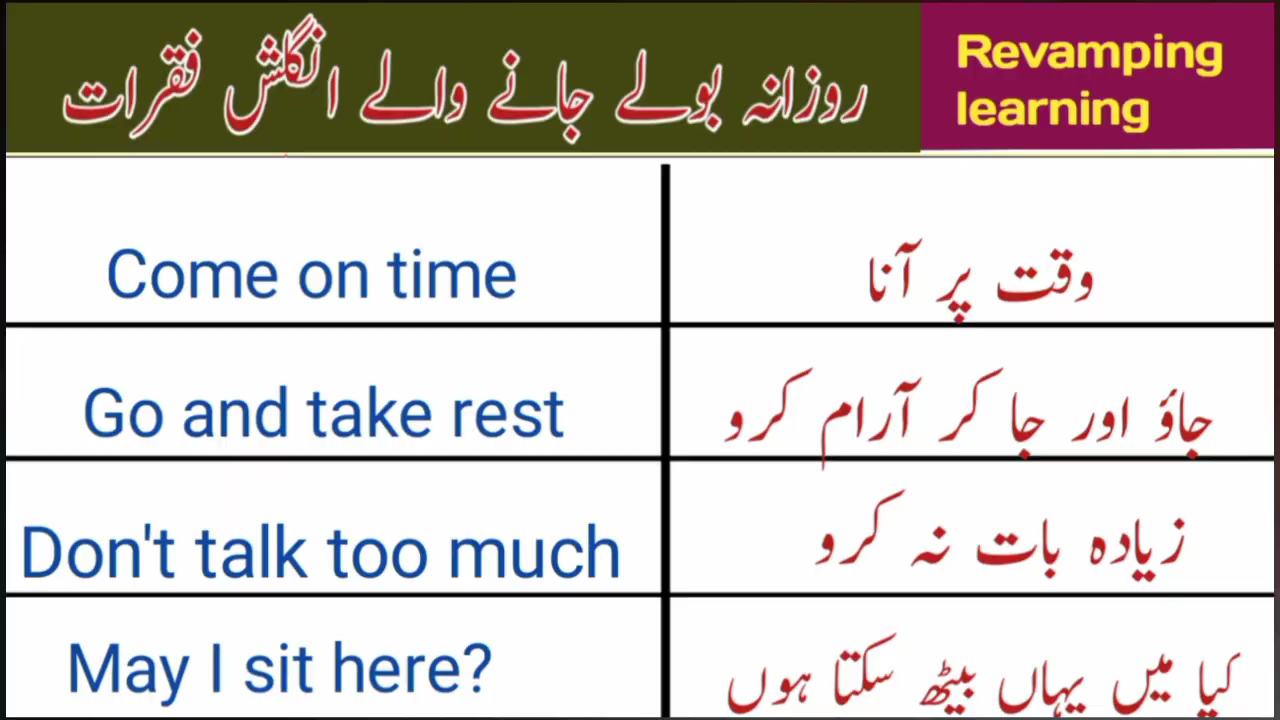 روزانہ بولے جانے والے انگلش فقرات
Revamping
learning
Come on time
وقت پر آنا
Go and take rest
جاؤ اور جا کر آرام کرو
Don't talk too much
زیادہ بات نہ کرو
May I sit here?
کیا میں یہاں بیٹھ سکتا ہوں